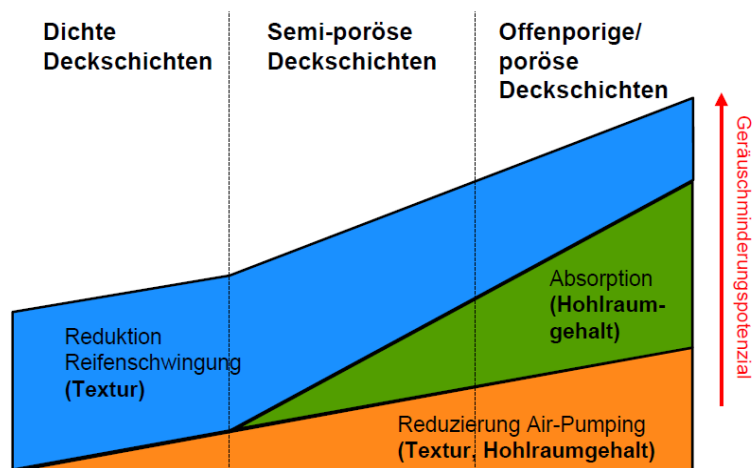 Dichte
Deckschichten
Semi-poröse
Deckschichten
Offenporige/
poröse
Deckschichten
Geräuschminderungspotenzial
Reduktion
Reifenschwingung
(Textur)
Absorption
(Hohlraum-
gehalt)
Reduzierung Air-Pumping
(Textur, Hohlraumgehalt)